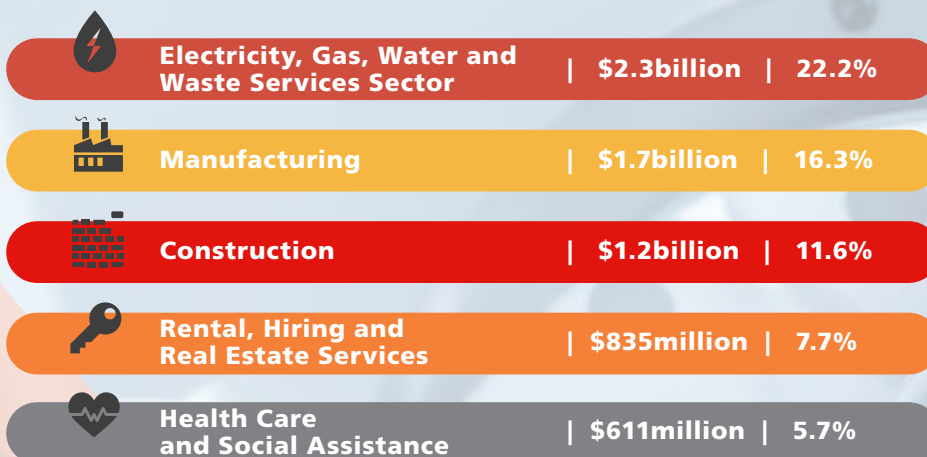 Electricity, Gas, Water and
Waste Services Sector | $2.3billion | 22.2%
Manufacturing | $1.7billion | 16.3%
Construction | $1.2billion | 11.6%
Rental, Hiring and
Real Estate Services | $835million | 7.7%
Health Care
and Social Assistance | $611million | 5.7%